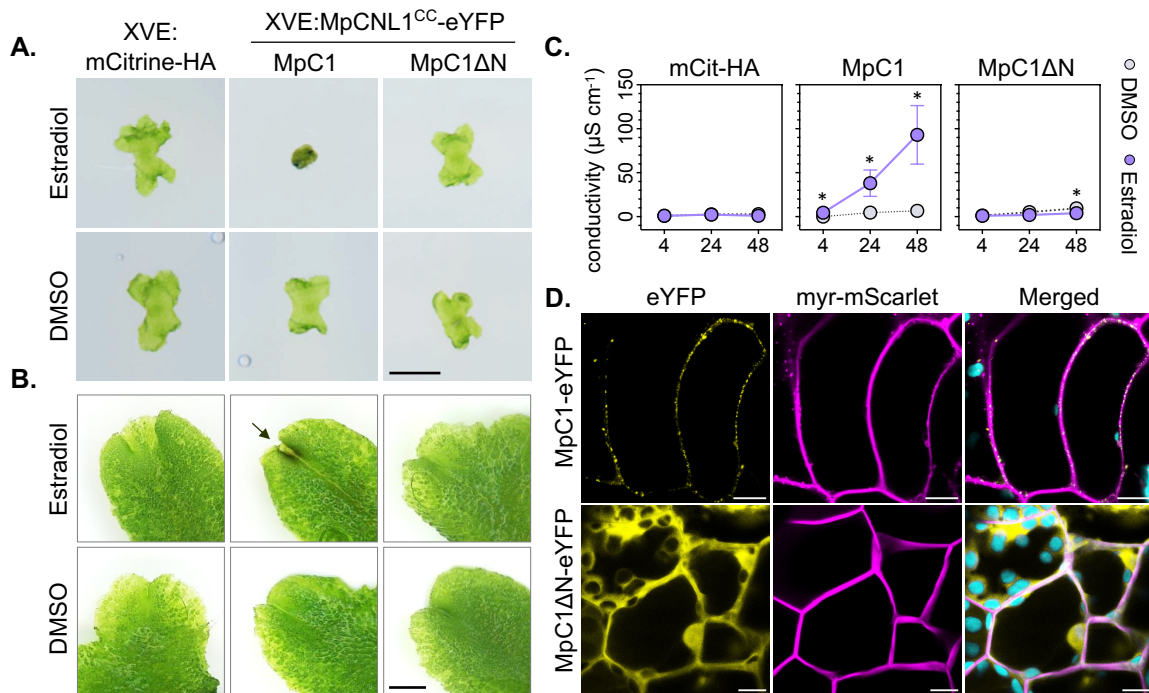 A.
XVE:
mCitrine-HA
XVE:MpCNL1CC-eYFP
MpC1
MpC1ΔN
Estradiol
DMSO
B.
Estradiol
DMSO
C.
mCit-HA
MpC1
MpC1ΔN
conductivity (µS cm⁻¹)
150
100
50
0
*
*
*
*
4 24 48
4 24 48
4 24 48
DMSO
Estradiol
D.
eYFP
myr-mScarlet
Merged
MpC1-eYFP
MpC1ΔN-eYFP